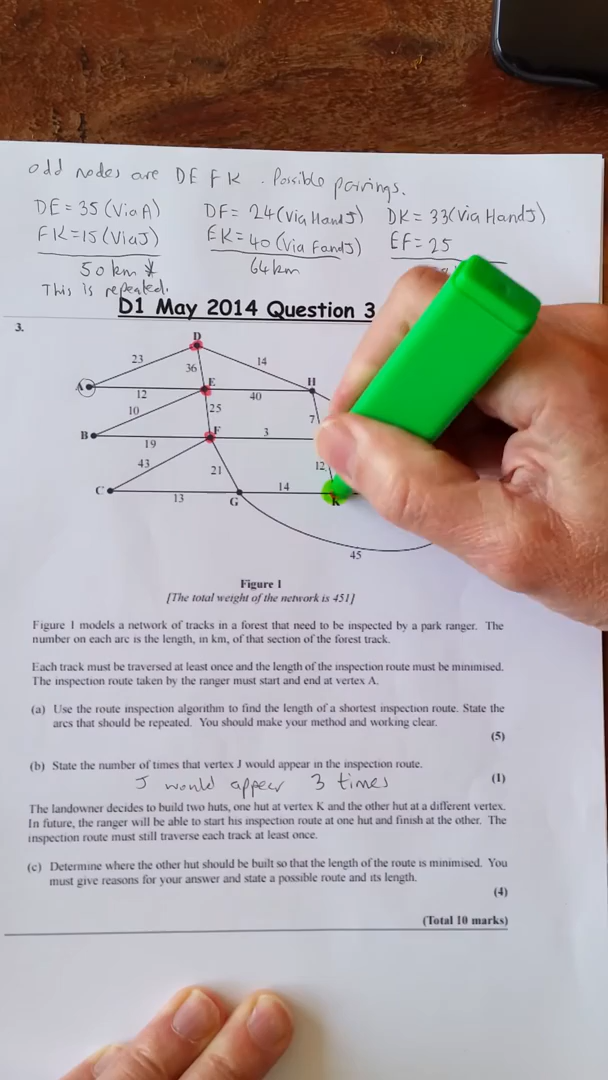 odd nodes are DE FK . Possible pairings.
DE = 35 (Via A) DF = 24 (via H and J) DK = 33 (via H and J)
FK = 15 (Via J) EK = 40 (Via F and J) EF = 25
50 km * 64 km
This is repeated.
D1 May 2014 Question 3
3.
D
23 14
36
A E H
12 40
10 25 7
B F
19 3
43 12
21
C 14
13 G K
45
Figure 1
[The total weight of the network is 451]
Figure 1 models a network of tracks in a forest that need to be inspected by a park ranger. The
number on each arc is the length, in km, of that section of the forest track.
Each track must be traversed at least once and the length of the inspection route must be minimised.
The inspection route taken by the ranger must start and end at vertex A.
(a) Use the route inspection algorithm to find the length of a shortest inspection route. State the
arcs that should be repeated. You should make your method and working clear.
(5)
(b) State the number of times that vertex J would appear in the inspection route.
J would appear 3 times (1)
The landowner decides to build two huts, one hut at vertex K and the other hut at a different vertex.
In future, the ranger will be able to start his inspection route at one hut and finish at the other. The
inspection route must still traverse each track at least once.
(c) Determine where the other hut should be built so that the length of the route is minimised. You
must give reasons for your answer and state a possible route and its length.
(4)
(Total 10 marks)